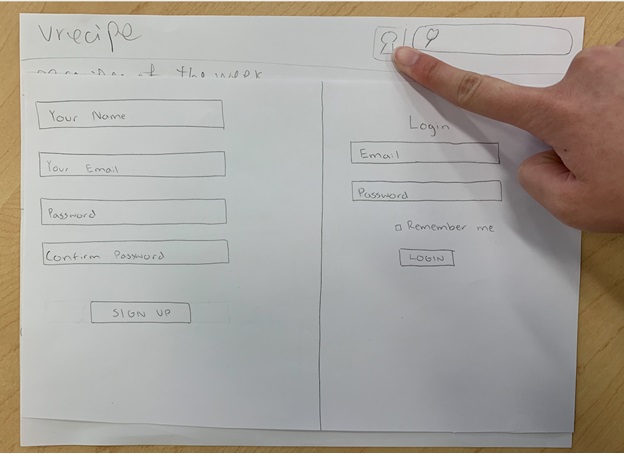 vrecipe
of the week
Your Name
Your Email
Password
Confirm Password
SIGN UP
Login
Email
Password
Remember me
LOGIN